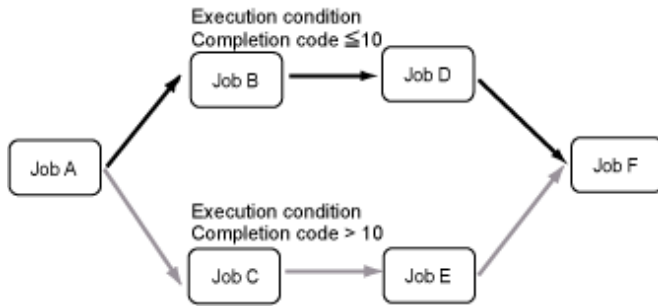 Execution condition
Completion code ≦10
Job B
Job D
Job A
Job F
Execution condition
Completion code > 10
Job C
Job E